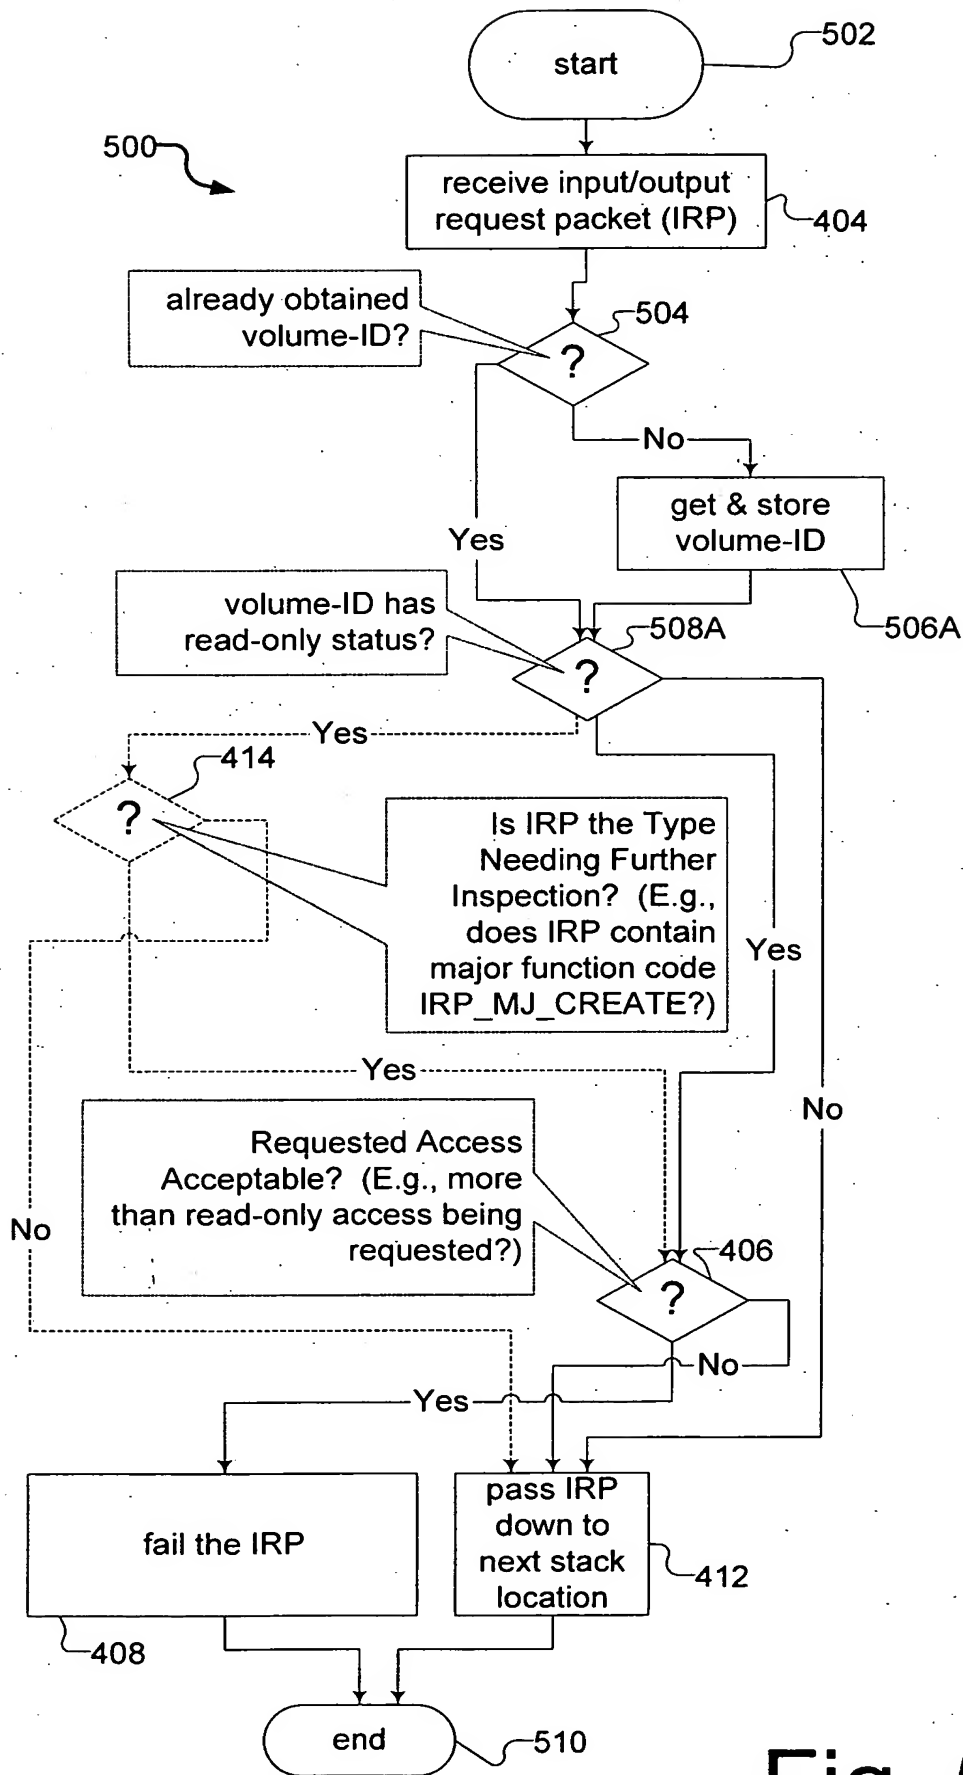 start
502
500
receive input/output
request packet (IRP)
404
already obtained
volume-ID?
504
?
No
get & store
volume-ID
Yes
506A
volume-ID has
read-only status?
508A
?
Yes
414
?
Is IRP the Type
Needing Further
Inspection? (E.g.,
does IRP contain
major function code
IRP_MJ_CREATE?)
Yes
Yes
No
Requested Access
Acceptable? (E.g., more
than read-only access being
requested?)
No
406
?
No
Yes
fail the IRP
pass IRP
down to
next stack
location
412
408
end
510
Fig.